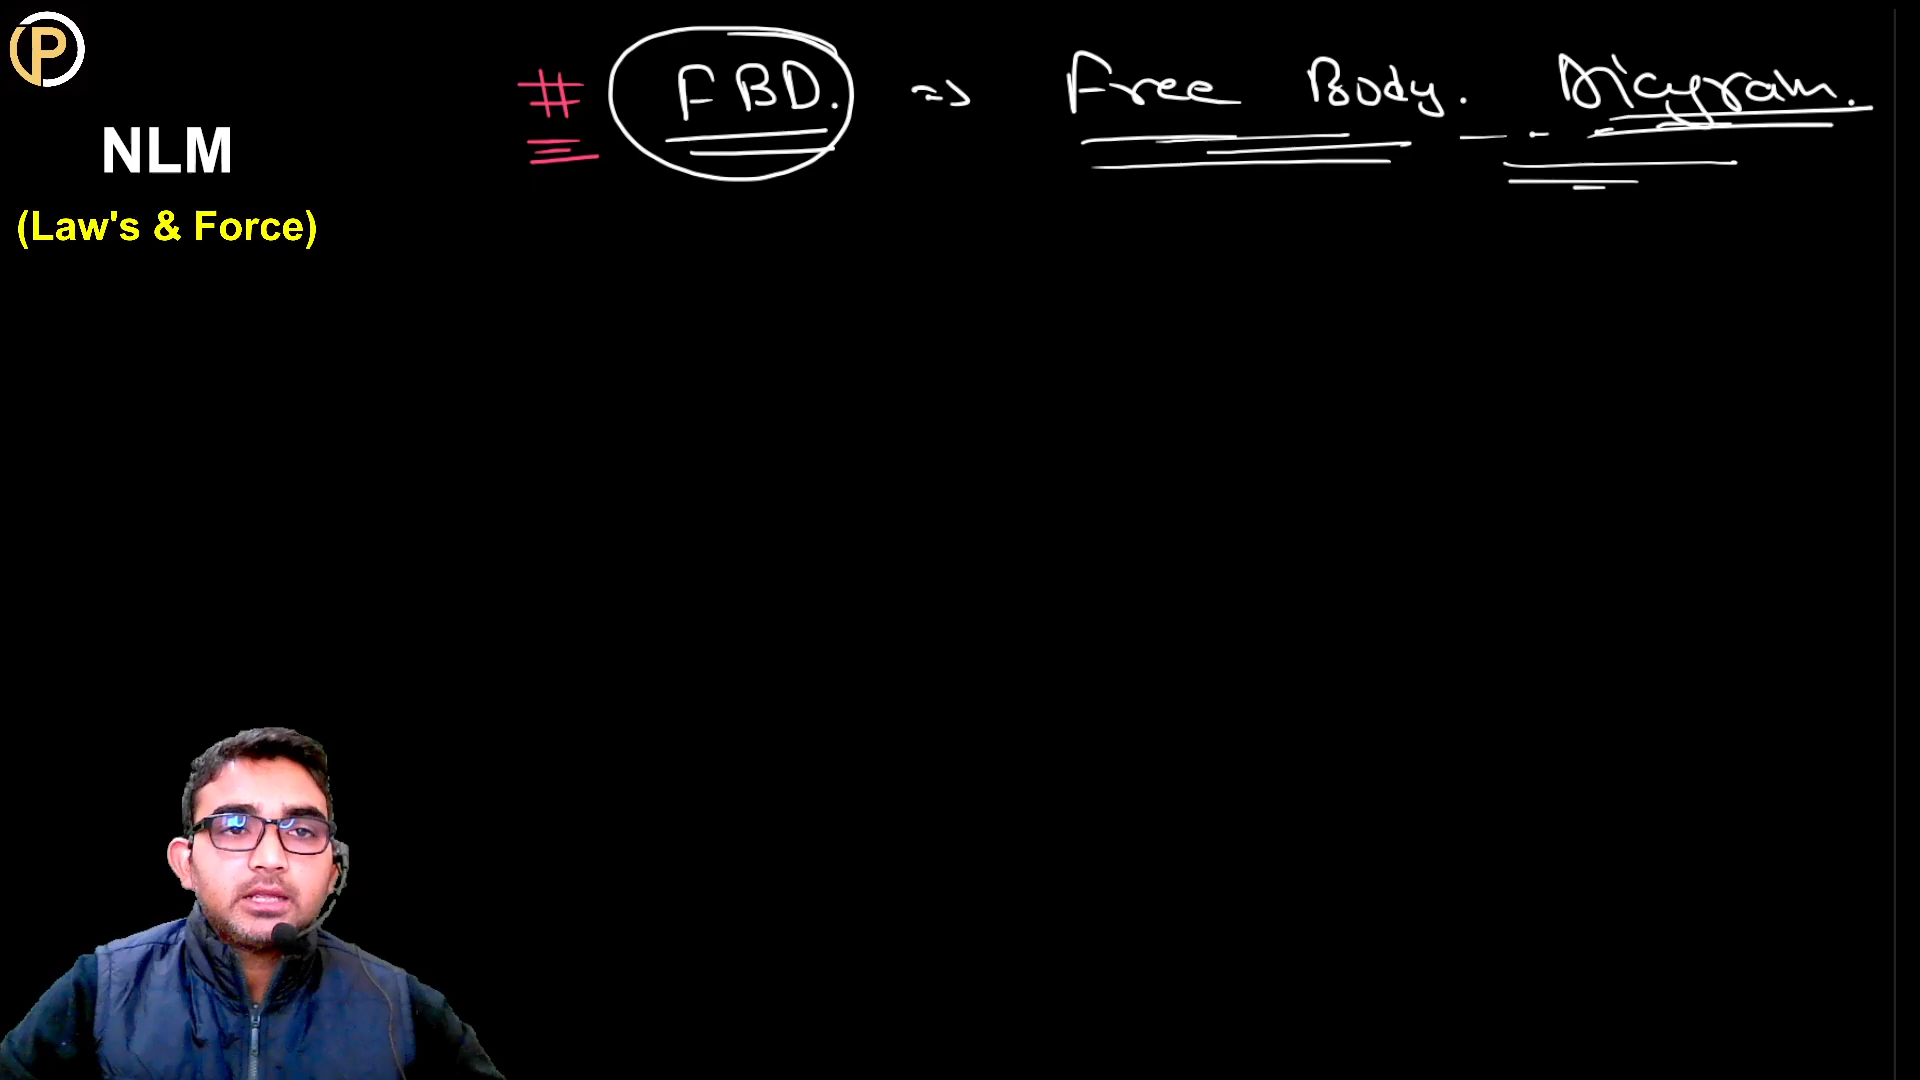 P
# FBD. => Free Body. Diagram.
NLM
(Law's & Force)